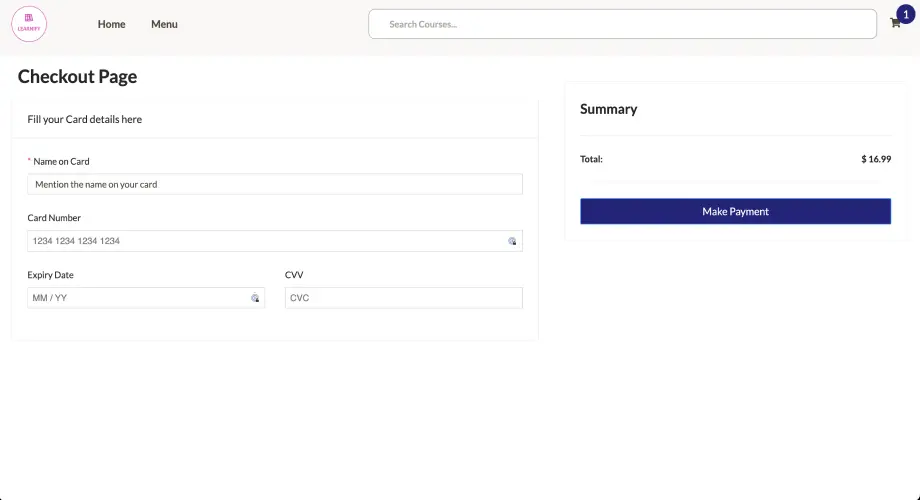 LEARNIFY
Home
Menu
Search Courses...
1
Checkout Page
Fill your Card details here
* Name on Card
Mention the name on your card
Card Number
1234 1234 1234 1234
Expiry Date
CVV
MM / YY
CVC
Summary
Total: $ 16.99
Make Payment